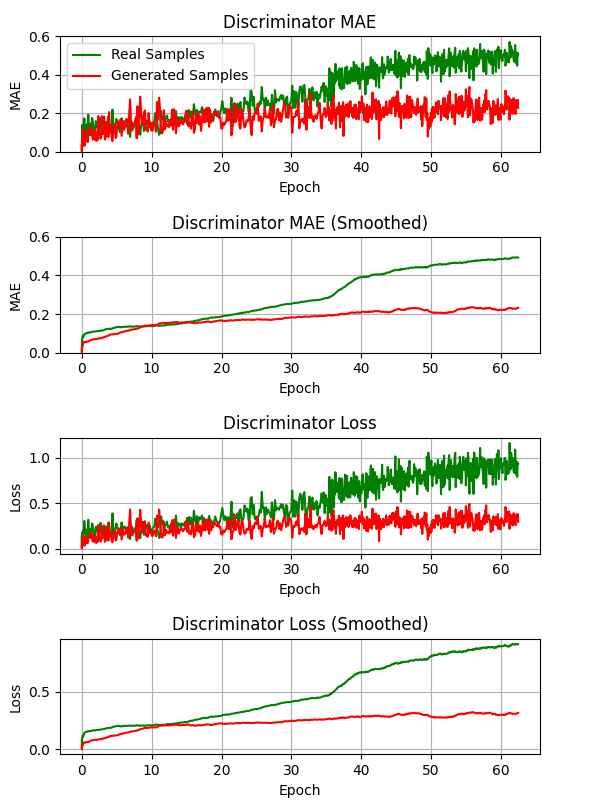 Discriminator MAE
0.6
0.4
0.2
0.0
MAE
Real Samples
Generated Samples
0 10 20 30 40 50 60
Epoch
Discriminator MAE (Smoothed)
0.6
0.4
0.2
0.0
MAE
0 10 20 30 40 50 60
Epoch
Discriminator Loss
1.0
0.5
0.0
Loss
0 10 20 30 40 50 60
Epoch
Discriminator Loss (Smoothed)
0.5
0.0
Loss
0 10 20 30 40 50 60
Epoch